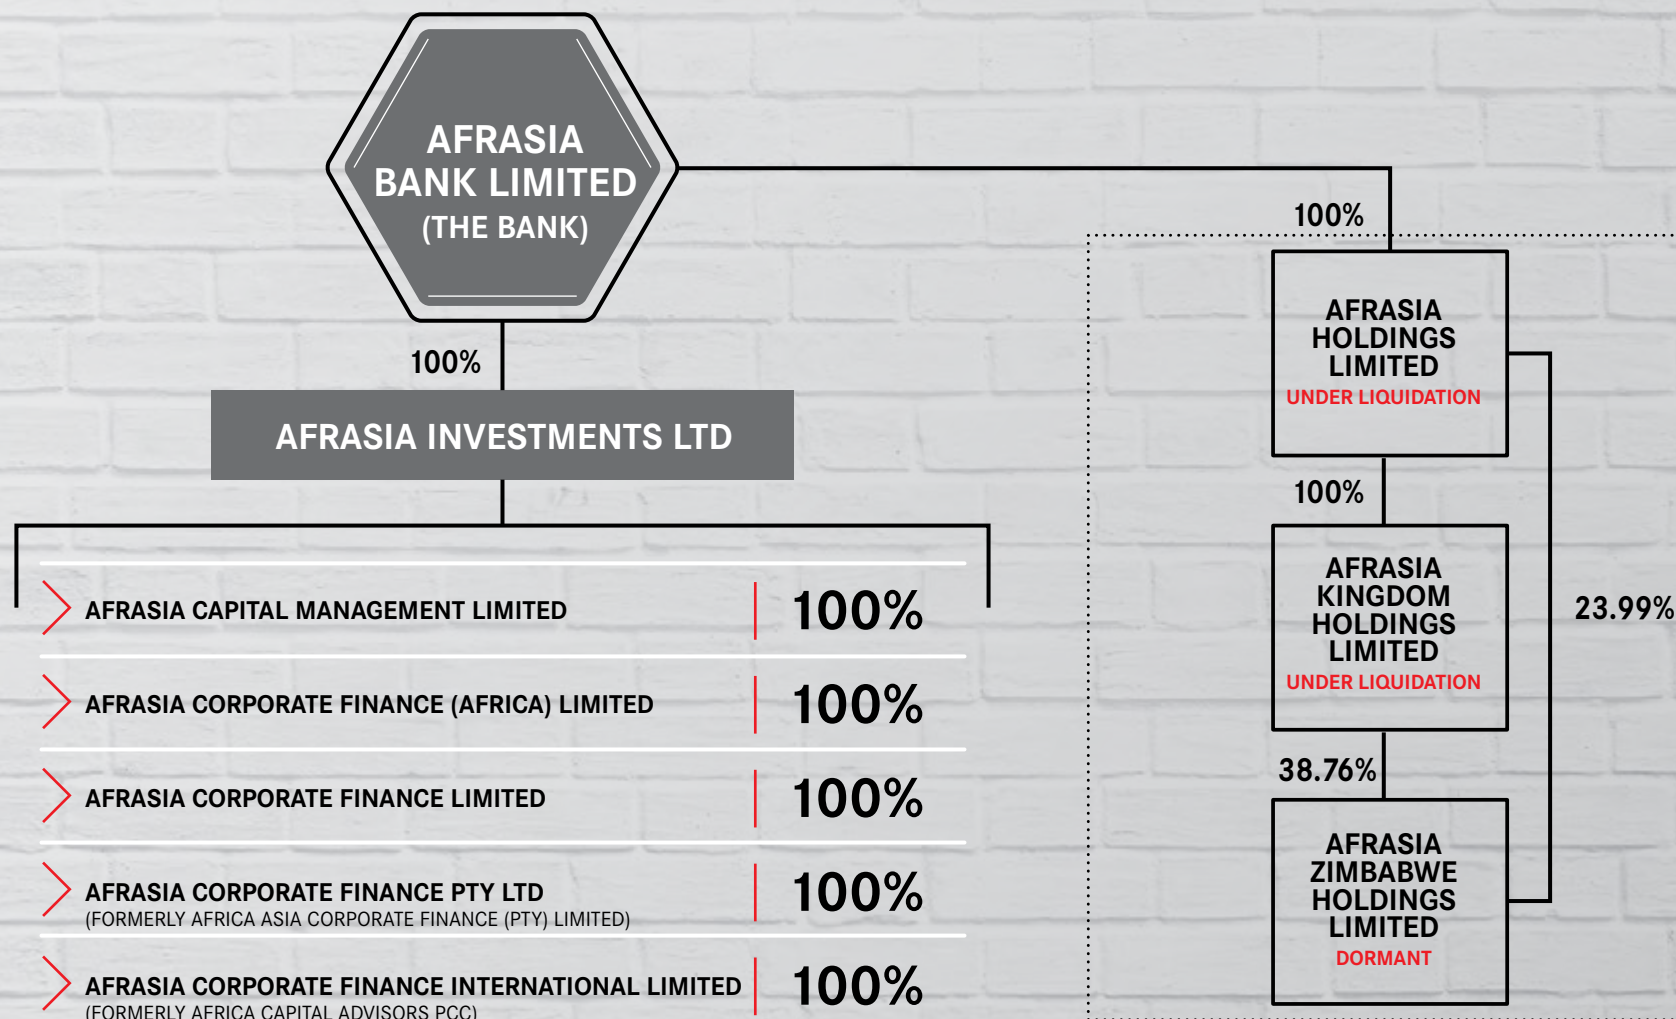 AFRASIA
BANK LIMITED
(THE BANK)
100%
AFRASIA INVESTMENTS LTD
AFRASIA CAPITAL MANAGEMENT LIMITED 100%
AFRASIA CORPORATE FINANCE (AFRICA) LIMITED 100%
AFRASIA CORPORATE FINANCE LIMITED 100%
AFRASIA CORPORATE FINANCE PTY LTD 100%
(FORMERLY AFRICA ASIA CORPORATE FINANCE (PTY) LIMITED)
AFRASIA CORPORATE FINANCE INTERNATIONAL LIMITED 100%
(FORMERLY AFRICA CAPITAL ADVISORS PCC)
100%
AFRASIA
HOLDINGS
LIMITED
UNDER LIQUIDATION
100%
AFRASIA
KINGDOM
HOLDINGS
LIMITED
UNDER LIQUIDATION
23.99%
38.76%
AFRASIA
ZIMBABWE
HOLDINGS
LIMITED
DORMANT